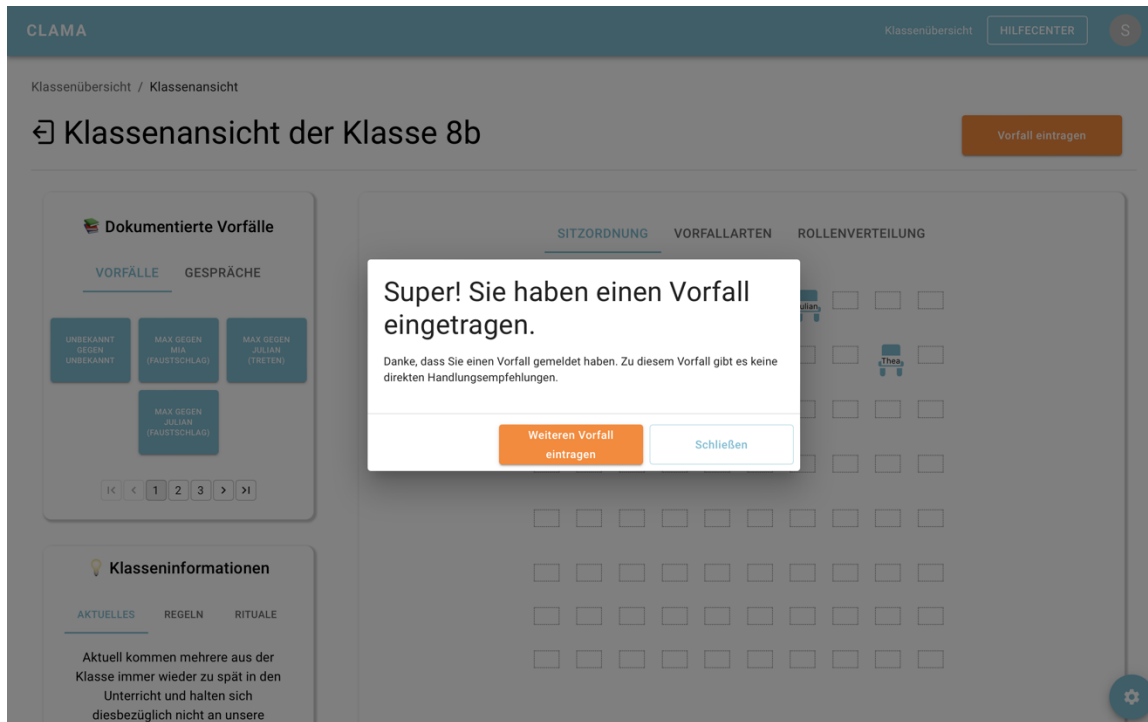 CLAMA
Klassenübersicht
HILFECENTER
S
Klassenübersicht / Klassenansicht
Klassenansicht der Klasse 8b
Vorfall eintragen
📚 Dokumentierte Vorfälle
VORFÄLLE
GESPRÄCHE
UNBEKANNT
GEGEN
UNBEKANNT
MAX GEGEN
MIA
(FAUSTSCHLAG)
MAX GEGEN
JULIAN
(TRETEN)
MAX GEGEN
JULIAN
(FAUSTSCHLAG)
1 2 3
💡 Klasseninformationen
AKTUELLES
REGELN
RITUALE
Aktuell kommen mehrere aus der
Klasse immer wieder zu spät in den
Unterricht und halten sich
diesbezüglich nicht an unsere
SITZORDNUNG
VORFALLARTEN
ROLLENVERTEILUNG
ulian
Thea
Super! Sie haben einen Vorfall
eingetragen.
Danke, dass Sie einen Vorfall gemeldet haben. Zu diesem Vorfall gibt es keine
direkten Handlungsempfehlungen.
Weiteren Vorfall
eintragen
Schließen